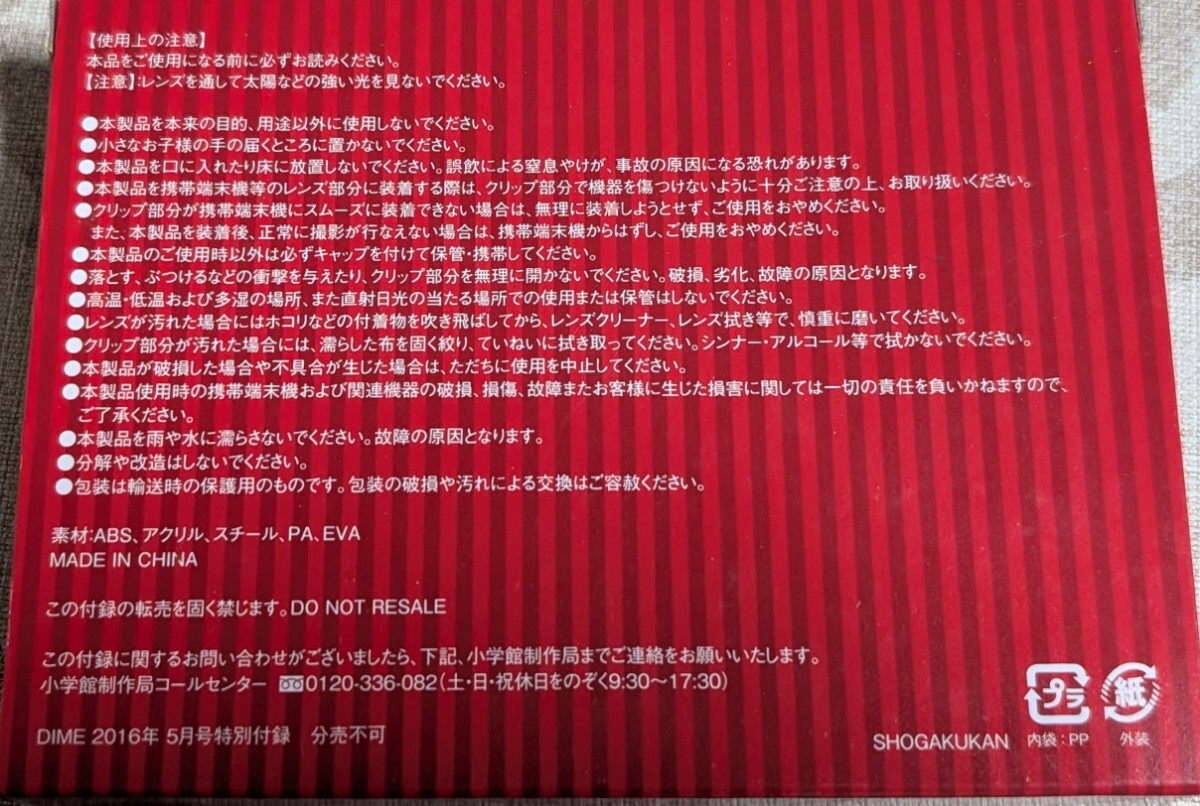 【使用上の注意】
本品をご使用になる前に必ずお読みください。
【注意】:レンズを通して太陽などの強い光を見ないでください。
●本製品を本来の目的、用途以外に使用しないでください。
●小さなお子様の手の届くところに置かないでください。
●本製品を口に入れたり床に放置しないでください。誤飲による窒息やけが、事故の原因になる恐れがあります。
●本製品を携帯端末機等のレンズ部分に装着する際は、クリップ部分で機器を傷つけないように十分ご注意の上、お取り扱いください。
●クリップ部分が携帯端末機にスムーズに装着できない場合は、無理に装着しようとせず、ご使用をおやめください。
また、本製品を装着後、正常に撮影が行なえない場合は、携帯端末機からはずし、ご使用をおやめください。
●本製品のご使用時以外は必ずキャップを付けて保管・携帯してください。
●落とす、ぶつけるなどの衝撃を与えたり、クリップ部分を無理に開かないでください。破損、劣化、故障の原因となります。
●高温・低温および多湿の場所、また直射日光の当たる場所での使用または保管はしないでください。
●レンズが汚れた場合にはホコリなどの付着物を吹き飛ばしてから、レンズクリーナー、レンズ拭き等で、慎重に磨いてください。
●クリップ部分が汚れた場合には、濡らした布を固く絞り、ていねいに拭き取ってください。シンナー・アルコール等で拭かないでください。
●本製品が破損した場合や不具合が生じた場合は、ただちに使用を中止してください。
●本製品使用時の携帯端末機および関連機器の破損、損傷、故障またお客様に生じた損害に関しては一切の責任を負いかねますので、
ご了承ください。
●本製品を雨や水に濡らさないでください。故障の原因となります。
●分解や改造はしないでください。
●包装は輸送時の保護用のものです。包装の破損や汚れによる交換はご容赦ください。
素材:ABS、アクリル、スチール、PA、EVA
MADE IN CHINA
この付録の転売を固く禁じます。DO NOT RESALE
この付録に関するお問い合わせがございましたら、下記、小学館制作局までご連絡をお願いいたします。
小学館制作局コールセンター 0120-336-082(土・日・祝休日をのぞく9:30〜17:30)
DIME 2016年 5月号特別付録 分売不可
SHOGAKUKAN
プラ
内袋:PP
紙
外装